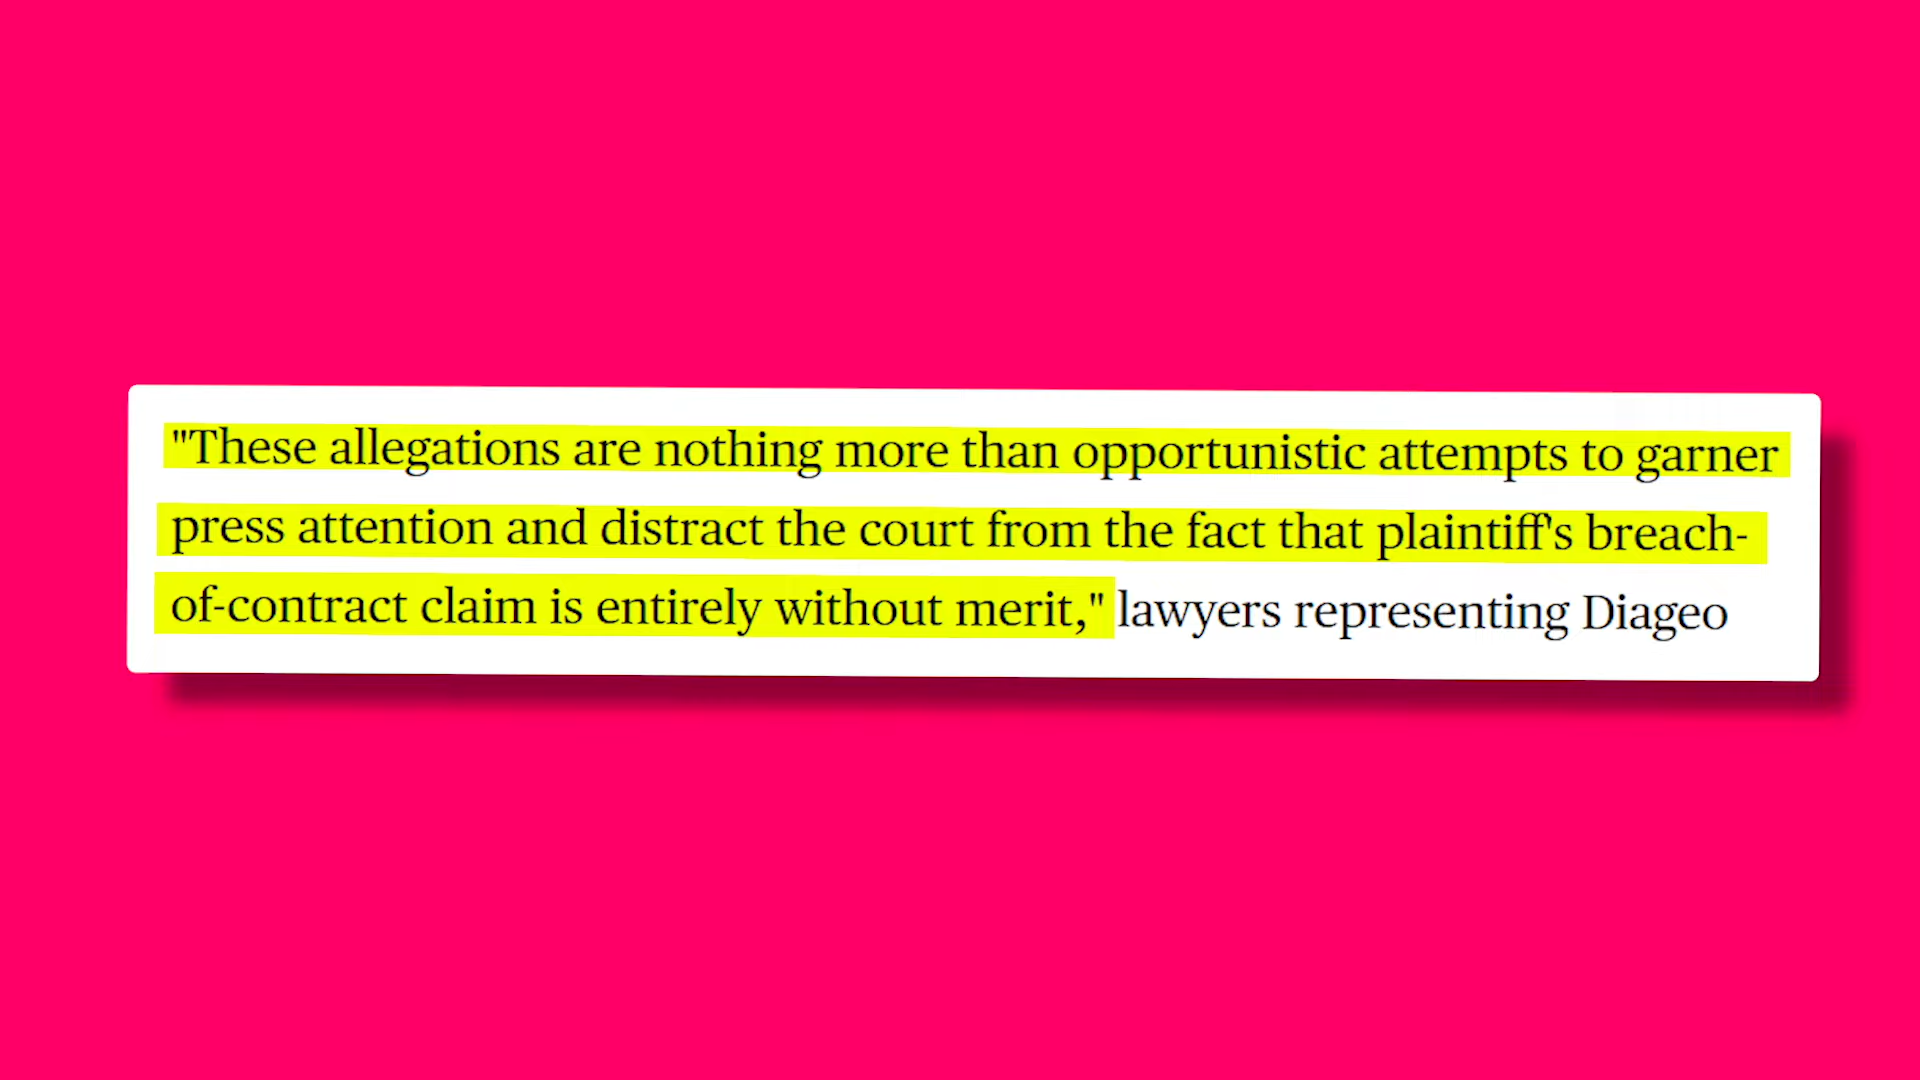 "These allegations are nothing more than opportunistic attempts to garner
press attention and distract the court from the fact that plaintiff's breach-
of-contract claim is entirely without merit," lawyers representing Diageo